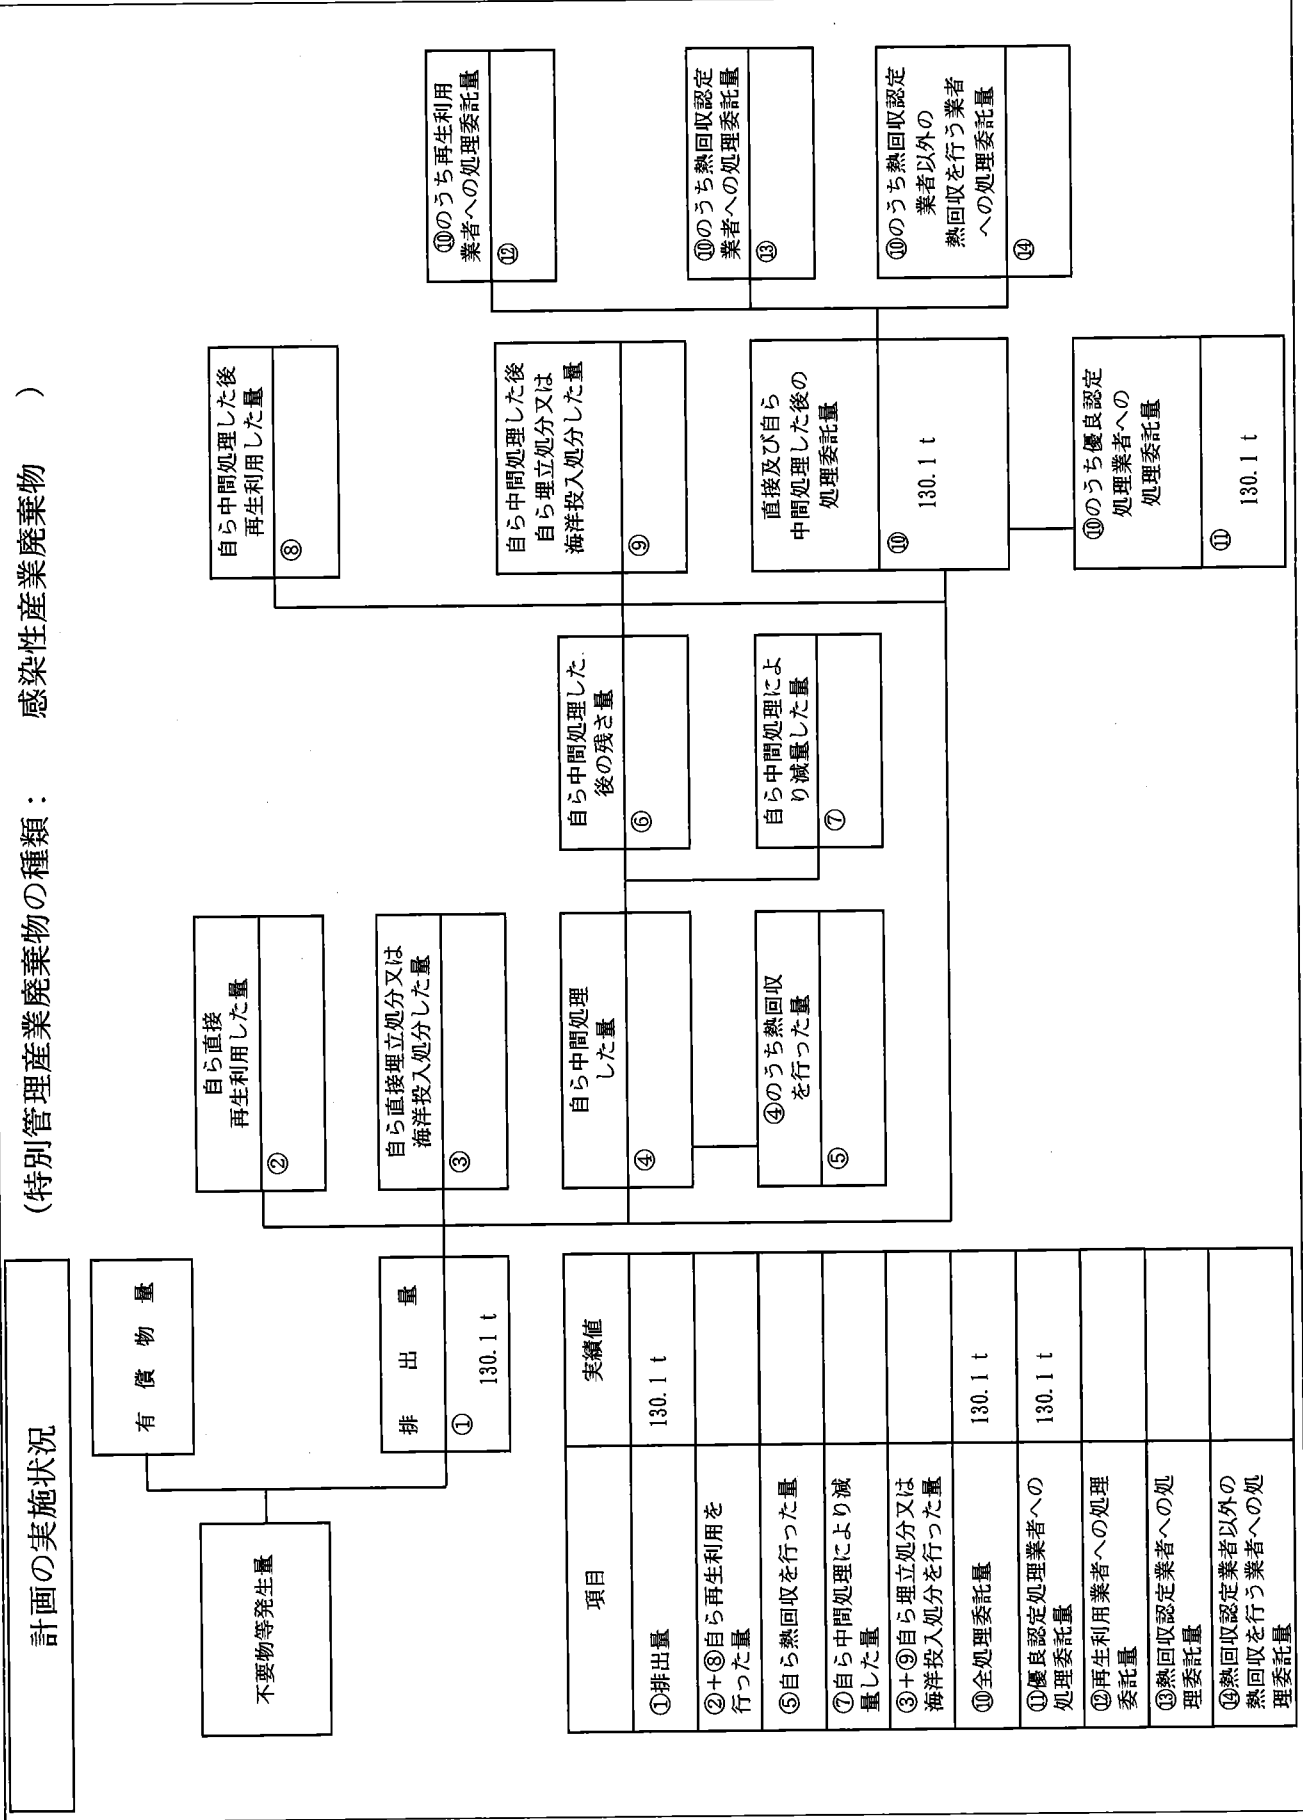 計画の実施状況
(特別管理産業廃棄物の種類： 感染性産業廃棄物 )
不要物等発生量
有 償 物 量
排 出 量
①
130.1 t
自ら直接
再生利用した量
②
自ら直接埋立処分又は
海洋投入処分した量
③
自ら中間処理
した量
④
④のうち熱回収
を行った量
⑤
自ら中間処理した
後の残さ量
⑥
自ら中間処理によ
り減量した量
⑦
自ら中間処理した後
再生利用した量
⑧
自ら中間処理した後
自ら埋立処分又は
海洋投入処分した量
⑨
直接及び自ら
中間処理した後の
処理委託量
⑩
130.1 t
⑩のうち優良認定
処理業者への
処理委託量
⑪
130.1 t
⑩のうち再生利用
業者への処理委託量
⑫
⑩のうち熱回収認定
業者への処理委託量
⑬
⑩のうち熱回収認定
業者以外の
熱回収を行う業者
への処理委託量
⑭
項目 実績値
①排出量 130.1 t
②+⑧自ら再生利用を
行った量
⑤自ら熱回収を行った量
⑦自ら中間処理により減
量した量
③+⑨自ら埋立処分又は
海洋投入処分を行った量
⑩全処理委託量 130.1 t
⑪優良認定処理業者への
処理委託量 130.1 t
⑫再生利用業者への処理
委託量
⑬熱回収認定業者への処
理委託量
⑭熱回収認定業者以外の
熱回収を行う業者への処
理委託量